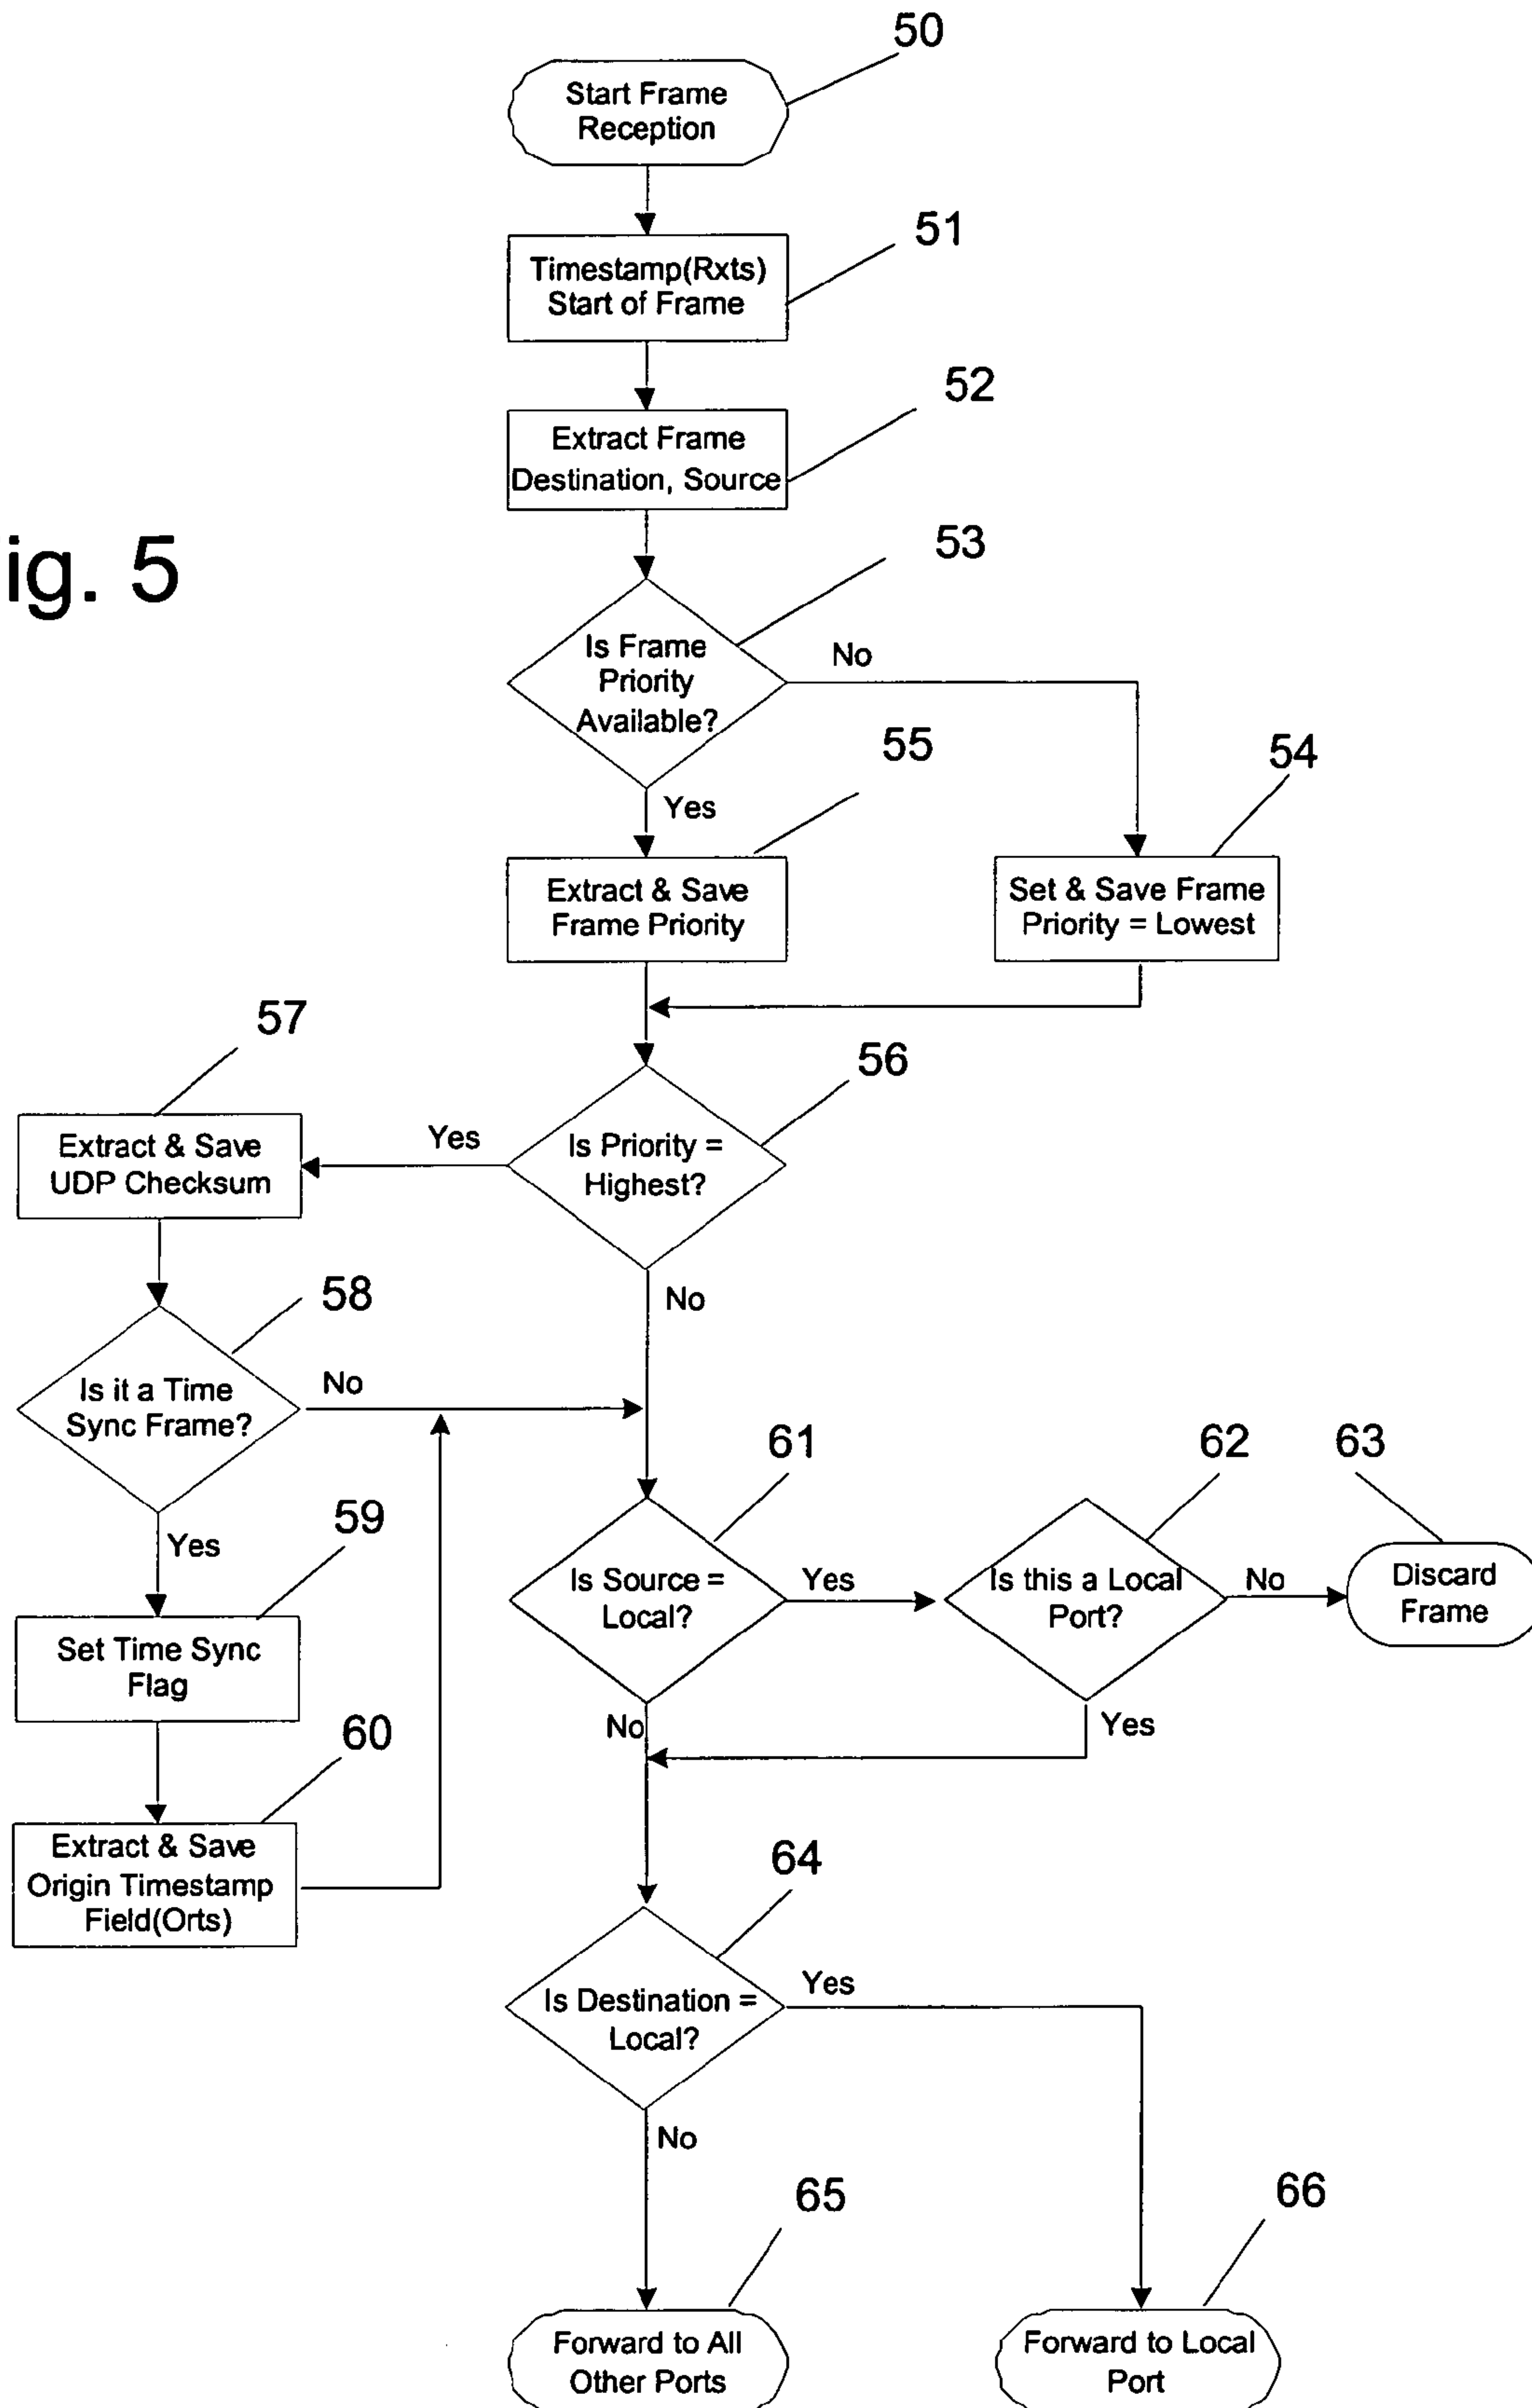 50
Start Frame
Reception
51
Timestamp(Rxts)
Start of Frame
52
Extract Frame
Destination, Source
ig. 5
53
Is Frame
Priority
Available?
No
Yes
55
54
Extract & Save
Frame Priority
Set & Save Frame
Priority = Lowest
57
56
Extract & Save
UDP Checksum
Yes
Is Priority =
Highest?
No
58
Is it a Time
Sync Frame?
No
Yes
61
62
63
Is Source =
Local?
Yes
Is this a Local
Port?
No
Discard
Frame
59
Set Time Sync
Flag
No
Yes
60
Extract & Save
Origin Timestamp
Field(Orts)
64
Is Destination =
Local?
Yes
No
65
66
Forward to All
Other Ports
Forward to Local
Port